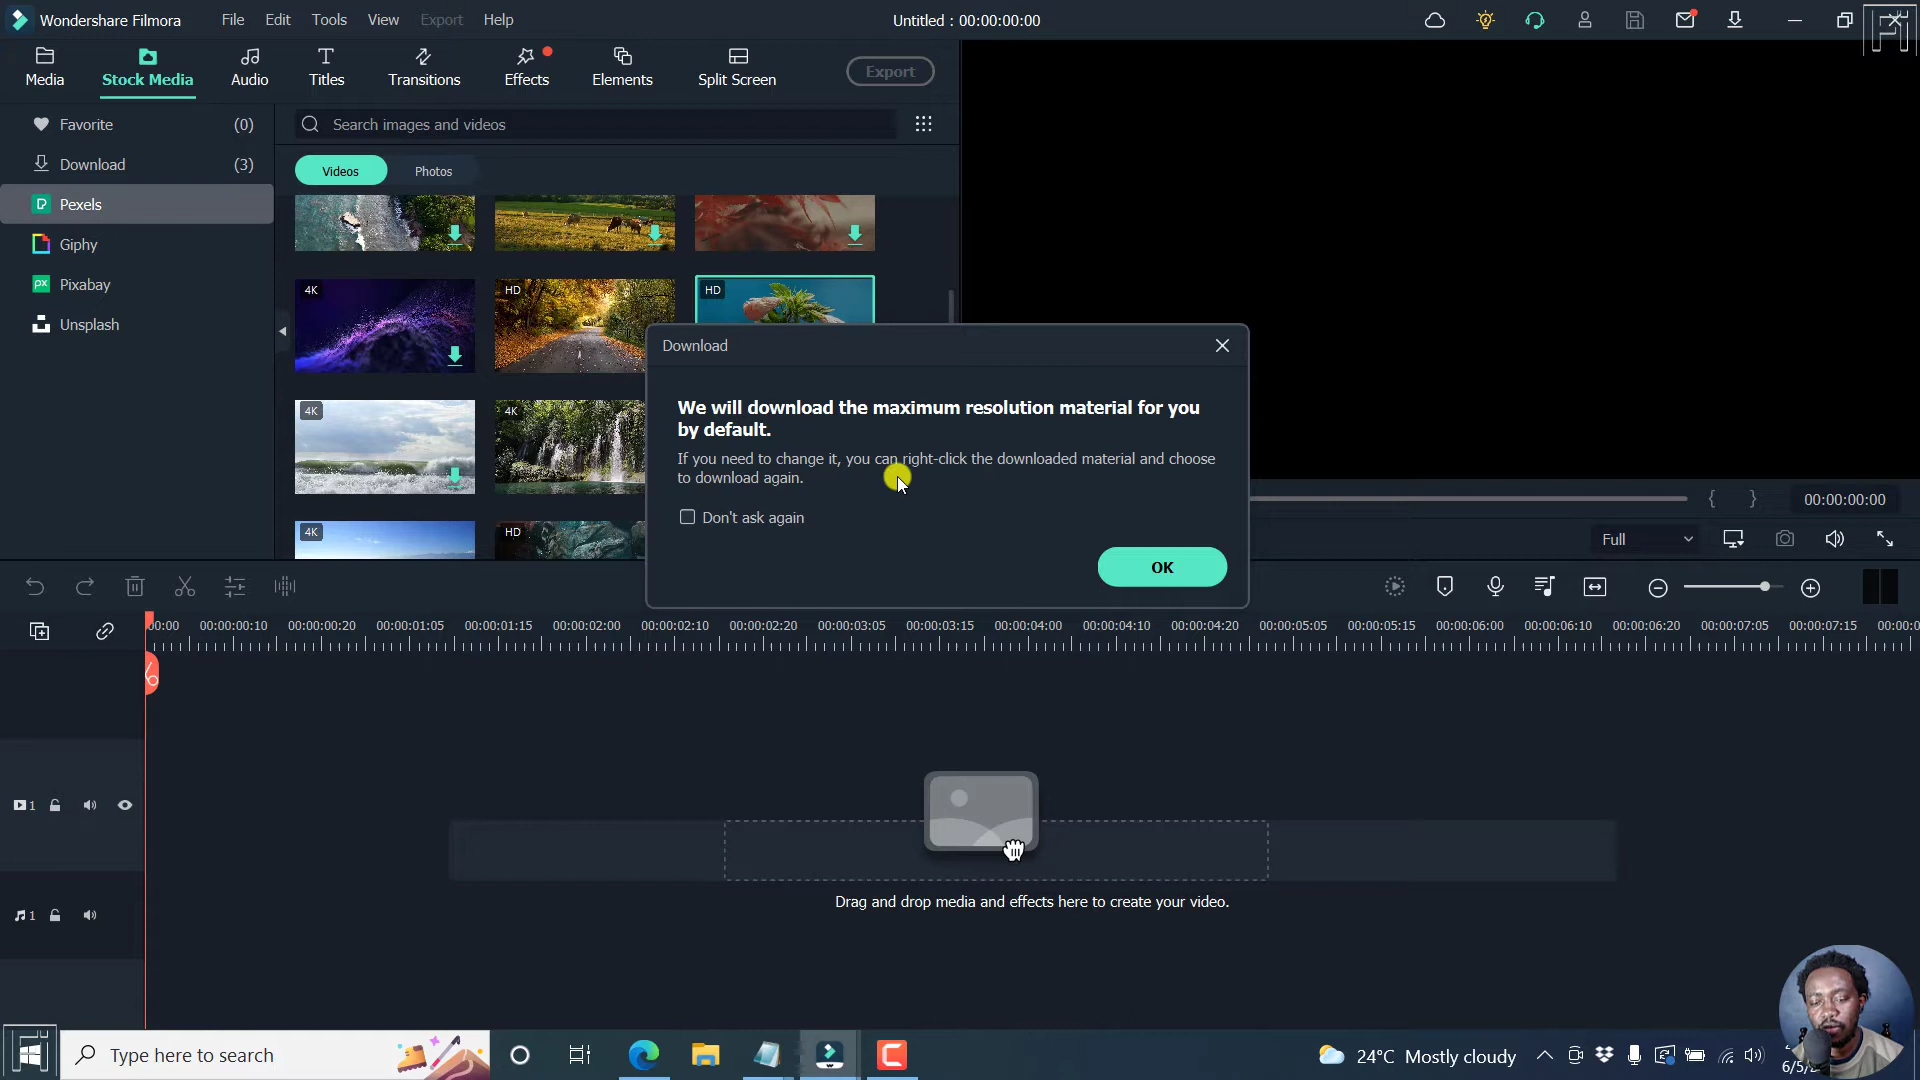 Wondershare Filmora File Edit Tools View Export Help Untitled : 00:00:00:00
Media Stock Media Audio Titles Transitions Effects Elements Split Screen Export
Favorite (0)
Download (3)
Pexels
Giphy
Pixabay
Unsplash
Search images and videos
Videos Photos
4K HD HD
4K 4K
4K HD
Download
We will download the maximum resolution material for you
by default.
If you need to change it, you can right-click the downloaded material and choose
to download again.
Don't ask again
OK
{ } 00:00:00:00
Full
00:00 00:00:00:10 00:00:00:20 00:00:01:05 00:00:01:15 00:00:02:00 00:00:02:10 00:00:02:20 00:00:03:05 00:00:03:15 00:00:04:00 00:00:04:10 00:00:04:20 00:00:05:05 00:00:05:15 00:00:06:00 00:00:06:10 00:00:06:20 00:00:07:05 00:00:07:15 00:00:0
1
Drag and drop media and effects here to create your video.
1
Type here to search 24°C Mostly cloudy
6/5/